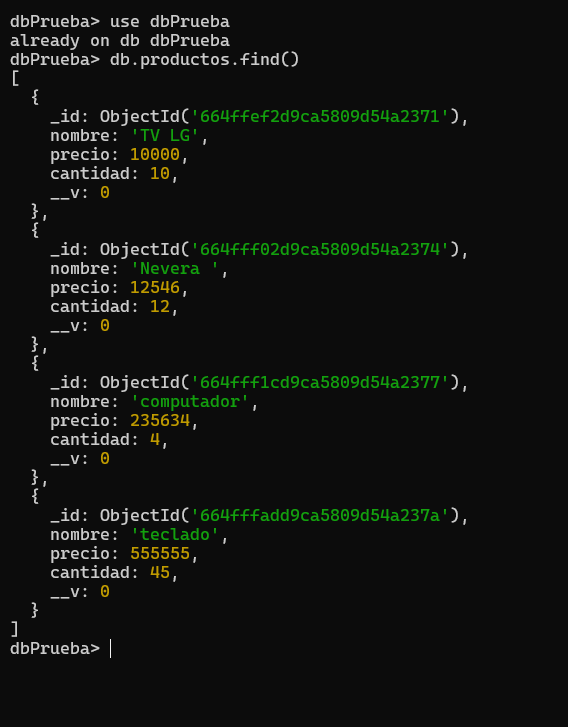 dbPrueba> use dbPrueba
already on db dbPrueba
dbPrueba> db.productos.find()
[
  {
    _id: ObjectId('664ffef2d9ca5809d54a2371'),
    nombre: 'TV LG',
    precio: 10000,
    cantidad: 10,
    __v: 0
  },
  {
    _id: ObjectId('664fff02d9ca5809d54a2374'),
    nombre: 'Nevera ',
    precio: 12546,
    cantidad: 12,
    __v: 0
  },
  {
    _id: ObjectId('664fff1cd9ca5809d54a2377'),
    nombre: 'computador',
    precio: 235634,
    cantidad: 4,
    __v: 0
  },
  {
    _id: ObjectId('664fffadd9ca5809d54a237a'),
    nombre: 'teclado',
    precio: 555555,
    cantidad: 45,
    __v: 0
  }
]
dbPrueba>